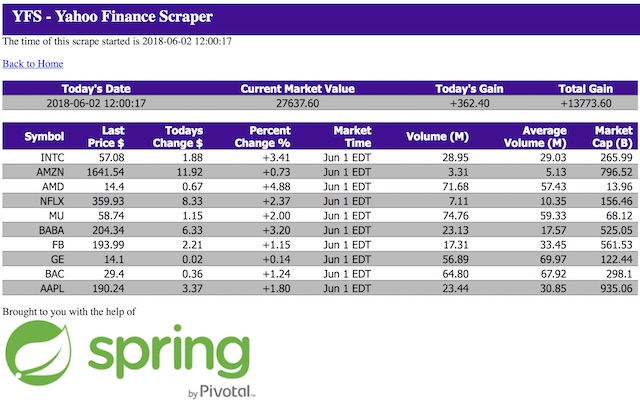 YFS - Yahoo Finance Scraper
The time of this scrape started is 2018-06-02 12:00:17
Back to Home
Today's Date Current Market Value Today's Gain Total Gain
2018-06-02 12:00:17 27637.60 +362.40 +13773.60
Symbol Last Price $ Todays Change $ Percent Change % Market Time Volume (M) Average Volume (M) Market Cap (B)
INTC 57.08 1.88 +3.41 Jun 1 EDT 28.95 29.03 265.99
AMZN 1641.54 11.92 +0.73 Jun 1 EDT 3.31 5.13 796.52
AMD 14.4 0.67 +4.88 Jun 1 EDT 71.68 57.43 13.96
NFLX 359.93 8.33 +2.37 Jun 1 EDT 7.11 10.35 156.46
MU 58.74 1.15 +2.00 Jun 1 EDT 74.76 59.33 68.12
BABA 204.34 6.33 +3.20 Jun 1 EDT 23.13 17.57 525.05
FB 193.99 2.21 +1.15 Jun 1 EDT 17.31 33.45 561.53
GE 14.1 0.02 +0.14 Jun 1 EDT 56.89 69.97 122.44
BAC 29.4 0.36 +1.24 Jun 1 EDT 64.80 67.92 298.1
AAPL 190.24 3.37 +1.80 Jun 1 EDT 23.44 30.85 935.06
Brought to you with the help of
spring
by Pivotal™